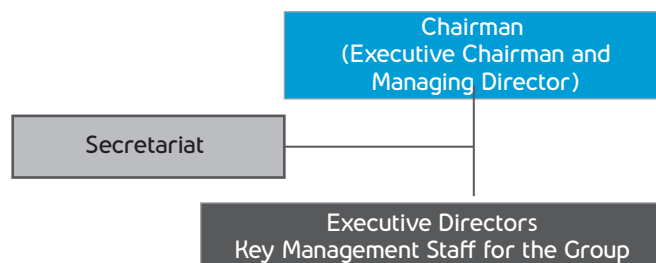 Chairman
(Executive Chairman and
Managing Director)
Secretariat
Executive Directors
Key Management Staff for the Group